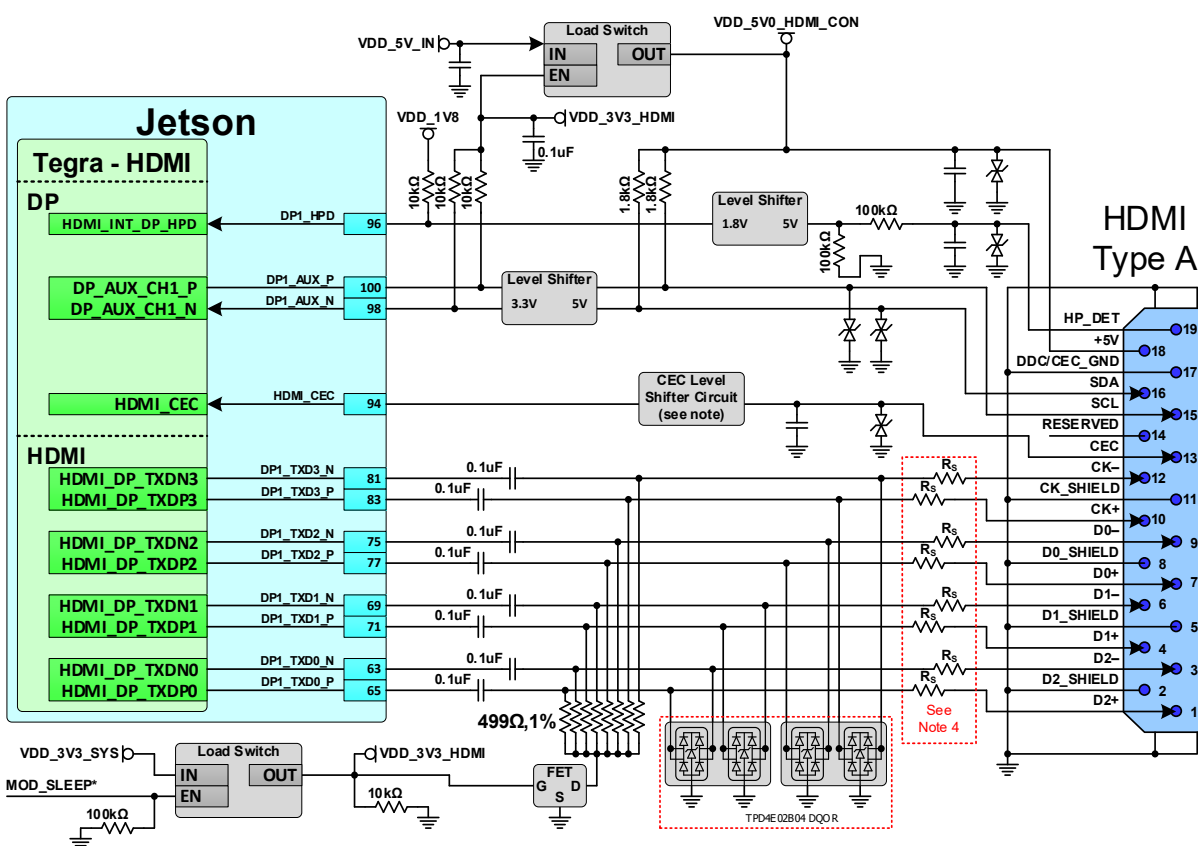 VDD_5V0_HDMI_CON
Load Switch
VDD_5V_IN
IN
OUT
EN
VDD_1V8
VDD_3V3_HDMI
0.1uF
Jetson
Tegra - HDMI
DP
10kΩ
10kΩ
10kΩ
1.8kΩ
1.8kΩ
HDMI_INT_DP_HPD
DP1_HPD
96
Level Shifter
1.8V
5V
100kΩ
100kΩ
HDMI
Type A
DP_AUX_CH1_P
DP1_AUX_P
100
DP_AUX_CH1_N
DP1_AUX_N
98
Level Shifter
3.3V
5V
HP_DET
19
+5V
18
DDC/CEC_GND
17
SDA
16
SCL
15
RESERVED
14
CEC
13
CK–
12
CK_SHIELD
11
CK+
10
D0–
9
D0_SHIELD
8
D0+
7
D1–
6
D1_SHIELD
5
D1+
4
D2–
3
D2_SHIELD
2
D2+
1
HDMI_CEC
HDMI_CEC
94
CEC Level
Shifter Circuit
(see note)
HDMI
HDMI_DP_TXDN3
DP1_TXD3_N
81
0.1uF
RS
HDMI_DP_TXDP3
DP1_TXD3_P
83
0.1uF
RS
HDMI_DP_TXDN2
DP1_TXD2_N
75
0.1uF
RS
HDMI_DP_TXDP2
DP1_TXD2_P
77
0.1uF
RS
HDMI_DP_TXDN1
DP1_TXD1_N
69
0.1uF
RS
HDMI_DP_TXDP1
DP1_TXD1_P
71
0.1uF
RS
HDMI_DP_TXDN0
DP1_TXD0_N
63
0.1uF
RS
HDMI_DP_TXDP0
DP1_TXD0_P
65
0.1uF
RS
See
Note 4
499Ω,1%
VDD_3V3_SYS
Load Switch
IN
OUT
EN
VDD_3V3_HDMI
MOD_SLEEP*
100kΩ
10kΩ
FET
G
D
S
TPD4E02B04 DQOR